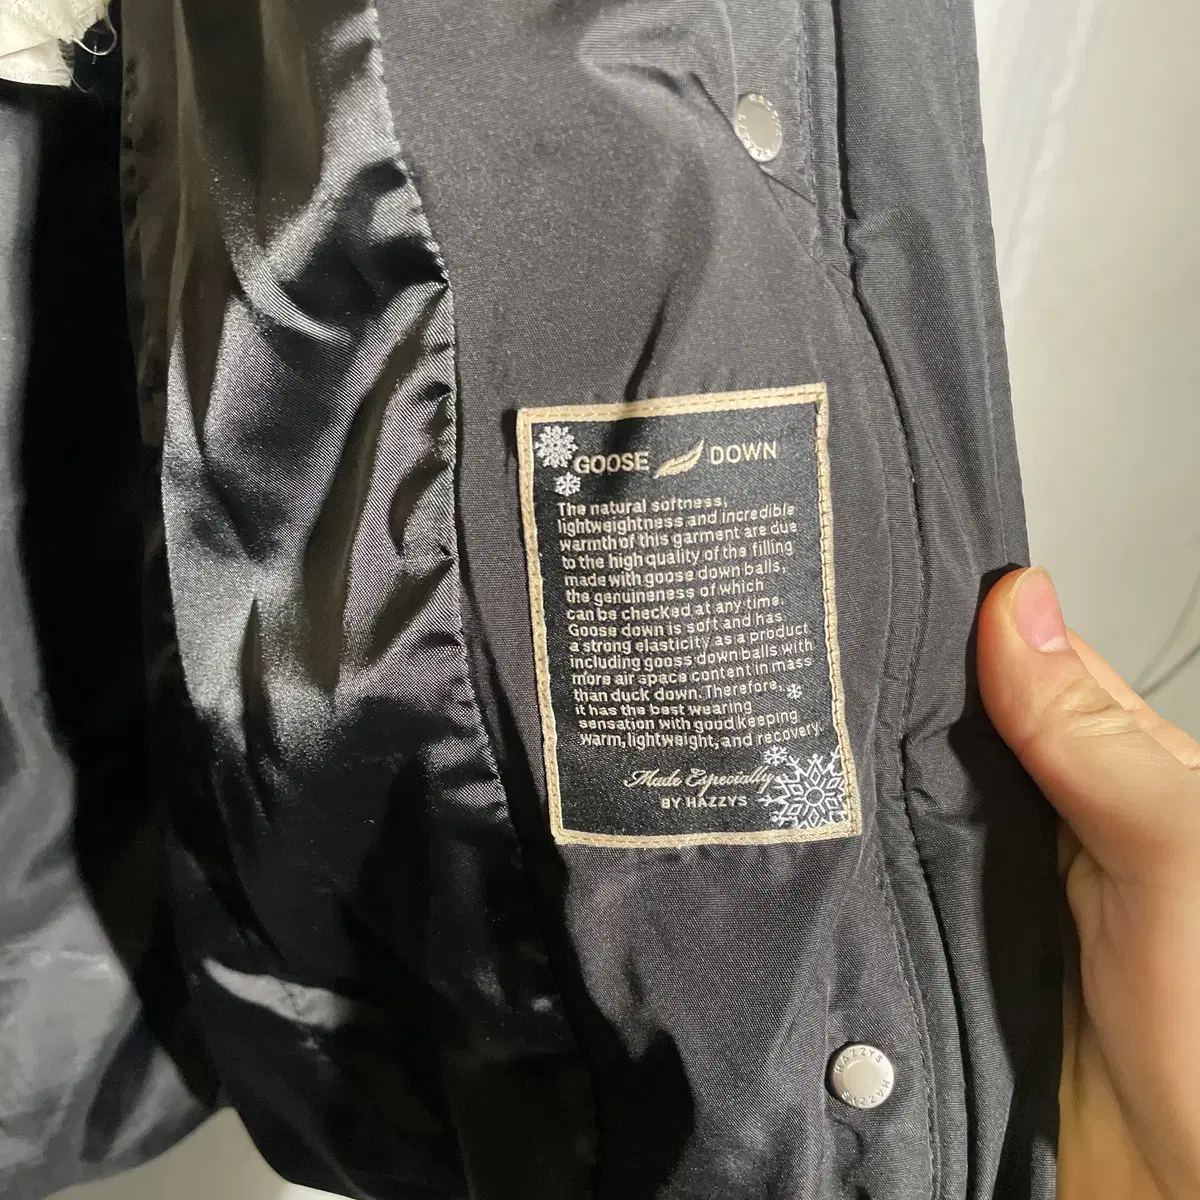 HAZZYS
GOOSE DOWN
The natural softness,
lightweightness and incredible
warmth of this garment are due
to the high quality of the filling
made with goose down balls,
the genuineness of which
can be checked at any time.
Goose down is soft and has
a strong elasticity as a product
including gooss down balls with
more air space content in mass
than duck down. Therefore,
it has the best wearing
sensation with good keeping
warm, lightweight, and recovery.
Made Especially
BY HAZZYS
HAZZYS
HAZZYS